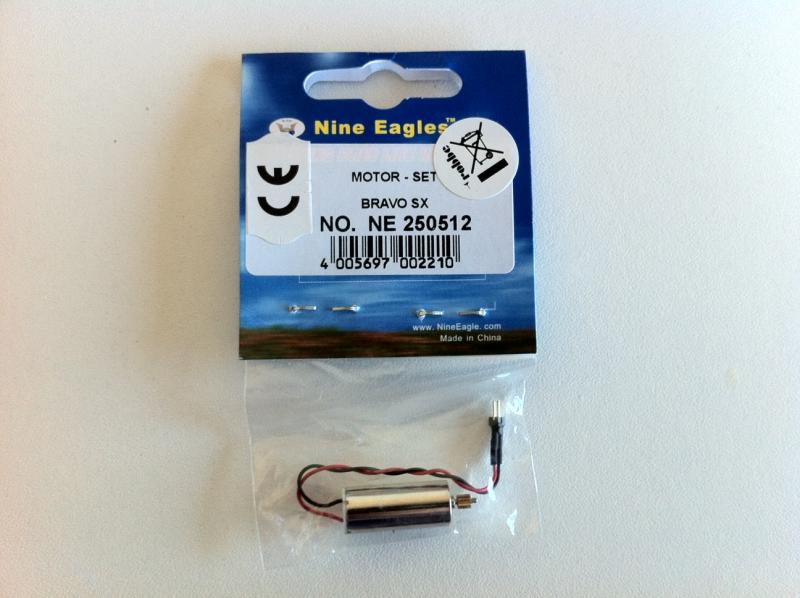 Nine Eagles™
robbe
CE
MOTOR - SET
BRAVO SX
NO. NE 250512
4 005697 002210
www.NineEagle.com
Made in China